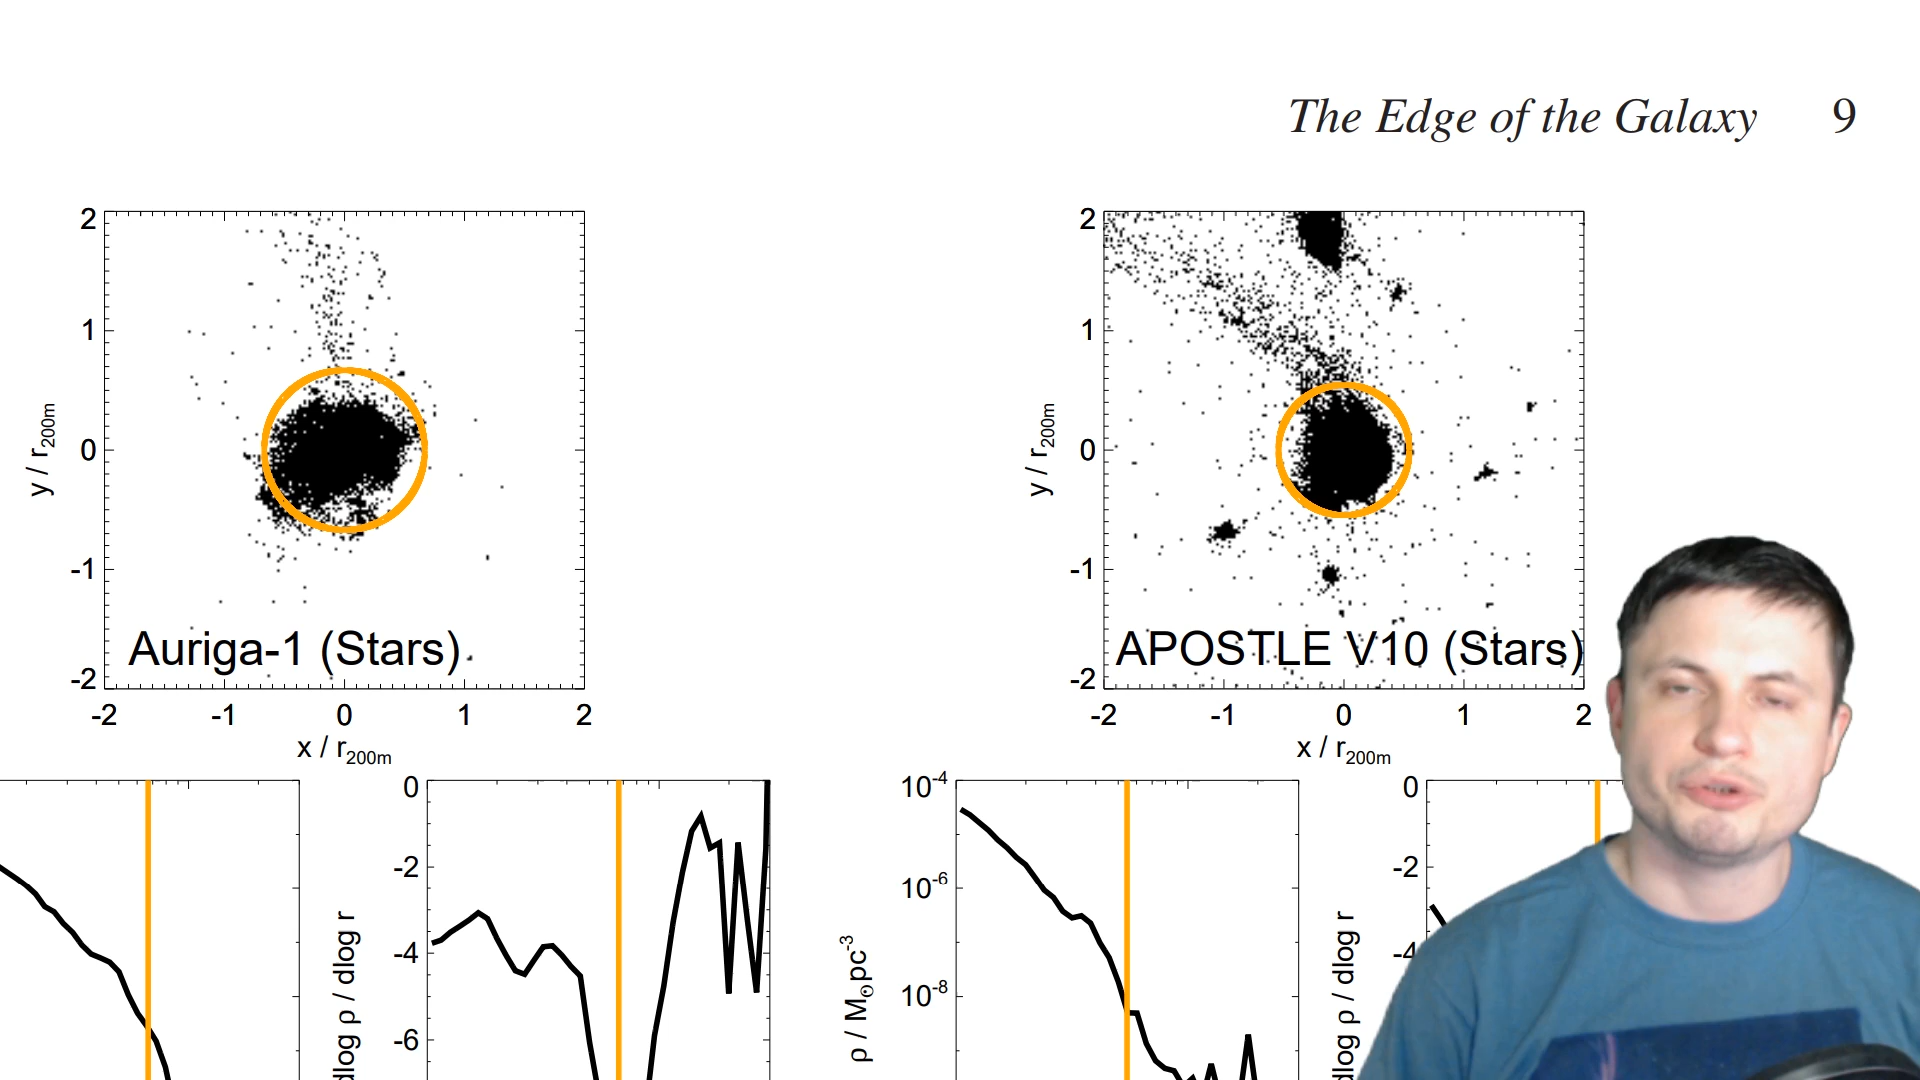 The Edge of the Galaxy 9
2
1
0
-1
-2
y / r200m
Auriga-1 (Stars)
-2 -1 0 1 2
x / r200m
2
1
0
-1
-2
y / r200m
APOSTLE V10 (Stars)
-2 -1 0 1 2
x / r200m
0
-2
-4
-6
dlog ρ / dlog r
10-4
10-6
10-8
ρ / M⊙pc-3
0
-2
-4
dlog ρ / dlog r